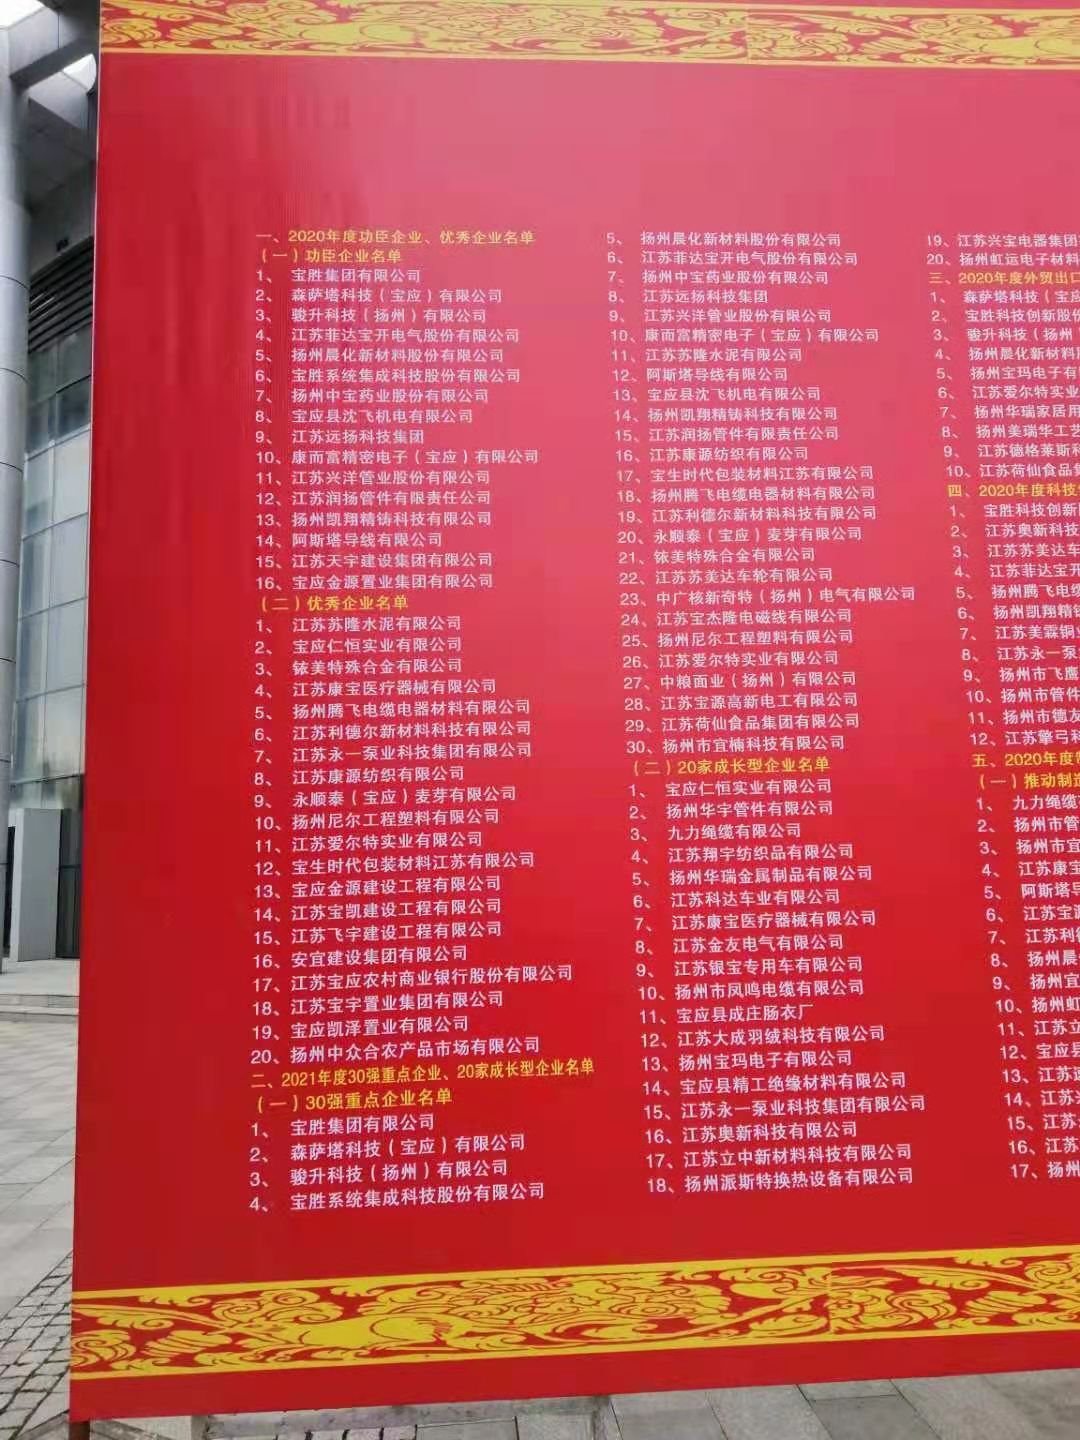 一、2020年度功臣企业、优秀企业名单
（一）功臣企业名单
1、 宝胜集团有限公司
2、 森萨塔科技（宝应）有限公司
3、 骏升科技（扬州）有限公司
4、 江苏菲达宝开电气股份有限公司
5、 扬州晨化新材料股份有限公司
6、 宝胜系统集成科技股份有限公司
7、 扬州中宝药业股份有限公司
8、 宝应县沈飞机电有限公司
9、 江苏远扬科技集团
10、康而富精密电子（宝应）有限公司
11、江苏兴洋管业股份有限公司
12、江苏润扬管件有限责任公司
13、扬州凯翔精铸科技有限公司
14、阿斯塔导线有限公司
15、江苏天宇建设集团有限公司
16、宝应金源置业集团有限公司
（二）优秀企业名单
1、 江苏苏隆水泥有限公司
2、 宝应仁恒实业有限公司
3、 铱美特殊合金有限公司
4、 江苏康宝医疗器械有限公司
5、 扬州腾飞电缆电器材料有限公司
6、 江苏利德尔新材料科技有限公司
7、 江苏永一泵业科技集团有限公司
8、 江苏康源纺织有限公司
9、 永顺泰（宝应）麦芽有限公司
10、扬州尼尔工程塑料有限公司
11、江苏爱尔特实业有限公司
12、宝生时代包装材料江苏有限公司
13、宝应金源建设工程有限公司
14、江苏宝凯建设工程有限公司
15、江苏飞宇建设工程有限公司
16、安宜建设集团有限公司
17、江苏宝应农村商业银行股份有限公司
18、江苏宝宇置业集团有限公司
19、宝应凯泽置业有限公司
20、扬州中众合农产品市场有限公司
二、2021年度30强重点企业、20家成长型企业名单
（一）30强重点企业名单
1、 宝胜集团有限公司
2、 森萨塔科技（宝应）有限公司
3、 骏升科技（扬州）有限公司
4、 宝胜系统集成科技股份有限公司
5、 扬州晨化新材料股份有限公司
6、 江苏菲达宝开电气股份有限公司
7、 扬州中宝药业股份有限公司
8、 江苏远扬科技集团
9、 江苏兴洋管业股份有限公司
10、康而富精密电子（宝应）有限公司
11、江苏苏隆水泥有限公司
12、阿斯塔导线有限公司
13、宝应县沈飞机电有限公司
14、扬州凯翔精铸科技有限公司
15、江苏润扬管件有限责任公司
16、江苏康源纺织有限公司
17、宝生时代包装材料江苏有限公司
18、扬州腾飞电缆电器材料有限公司
19、江苏利德尔新材料科技有限公司
20、永顺泰（宝应）麦芽有限公司
21、铱美特殊合金有限公司
22、江苏苏美达车轮有限公司
23、中广核新奇特（扬州）电气有限公司
24、江苏宝杰隆电磁线有限公司
25、扬州尼尔工程塑料有限公司
26、江苏爱尔特实业有限公司
27、中粮面业（扬州）有限公司
28、江苏宝源高新电工有限公司
29、江苏荷仙食品集团有限公司
30、扬州市宜楠科技有限公司
（二）20家成长型企业名单
1、 宝应仁恒实业有限公司
2、 扬州华宇管件有限公司
3、 九力绳缆有限公司
4、 江苏翔宇纺织品有限公司
5、 扬州华瑞金属制品有限公司
6、 江苏科达车业有限公司
7、 江苏康宝医疗器械有限公司
8、 江苏金友电气有限公司
9、 江苏银宝专用车有限公司
10、扬州市凤鸣电缆有限公司
11、宝应县成庄肠衣厂
12、江苏大成羽绒科技有限公司
13、扬州宝玛电子有限公司
14、宝应县精工绝缘材料有限公司
15、江苏永一泵业科技集团有限公司
16、江苏奥新科技有限公司
17、江苏立中新材料科技有限公司
18、扬州派斯特换热设备有限公司
19、江苏兴宝电器集团
20、扬州虹运电子材料
三、2020年度外贸出口
1、 森萨塔科技（宝应
2、 宝胜科技创新股份
3、 骏升科技（扬州
4、 扬州晨化新材料
5、 扬州宝玛电子有
6、 江苏爱尔特实业
7、 扬州华瑞家居用
8、 扬州美瑞华工艺
9、 江苏德格莱斯科
10、江苏荷仙食品集
四、2020年度科技
1、 宝胜科技创新
2、 江苏奥新科技
3、 江苏苏美达车
4、 江苏菲达宝开
5、 扬州腾飞电缆
6、 扬州凯翔精铸
7、 江苏美霖铜业
8、 江苏永一泵
9、 扬州市飞鹰
10、扬州市管件
11、扬州市德友
12、江苏擎弓科
五、2020年度
（一）推动制造
1、 九力绳缆
2、 扬州市管
3、 扬州市宜
4、 江苏康宝
5、 阿斯塔导
6、 江苏宝源
7、 江苏利德
8、 扬州晨
9、 扬州宜
10、扬州虹
11、江苏立
12、宝应县
13、江苏
14、江苏
15、江苏
16、江苏
17、扬州